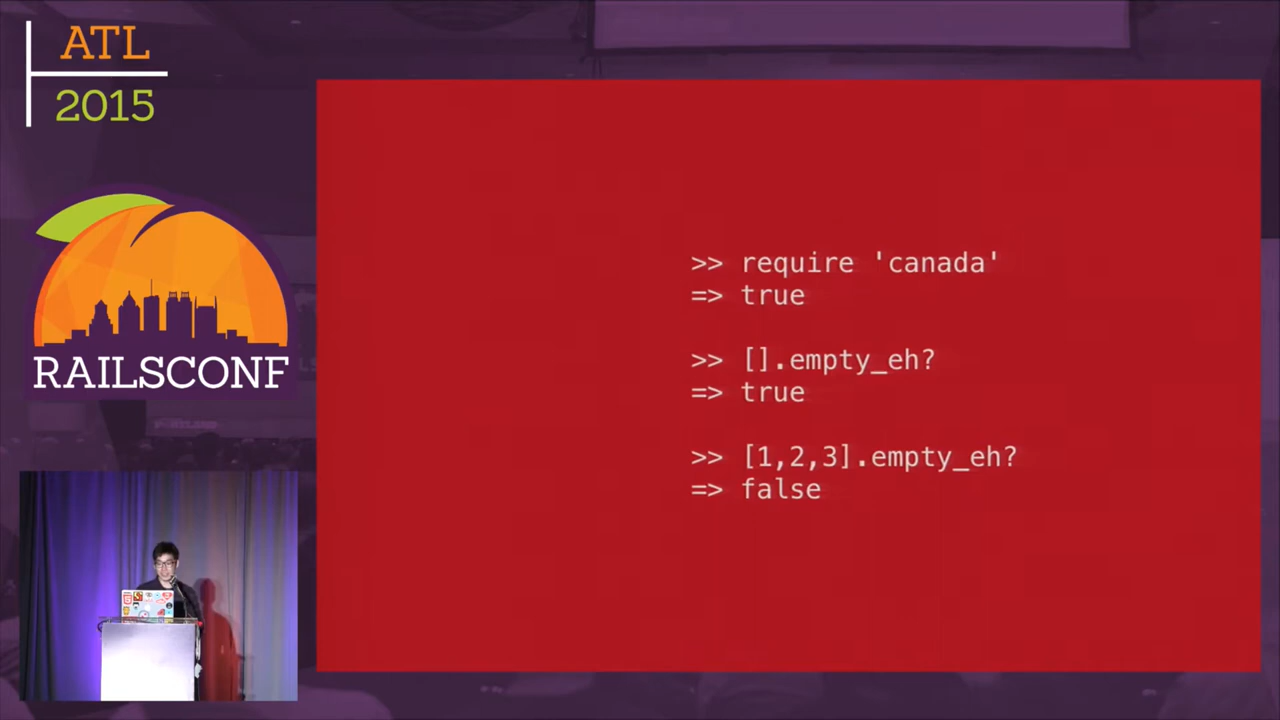 ATL
2015
RAILSCONF
>> require 'canada'
=> true
>> [].empty_eh?
=> true
>> [1,2,3].empty_eh?
=> false